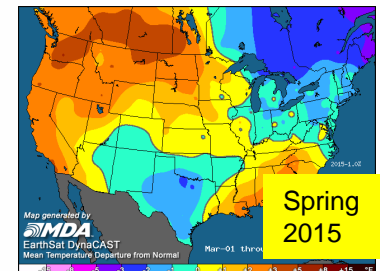 2015-1.0Z
Map generated by
MDA
EarthSat DynaCAST
Mean Temperature Departure from Normal
Mar-01 throu
Spring
2015
+15 °F